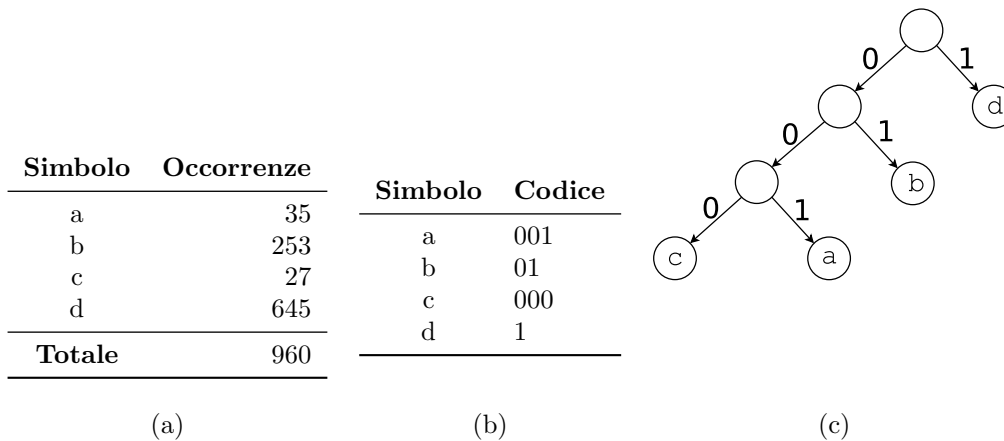 Simbolo Occorrenze
a 35
b 253
c 27
d 645
Totale 960
(a)
Simbolo Codice
a 001
b 01
c 000
d 1
(b)
0 1
d
0 1
b
0 1
c a
(c)